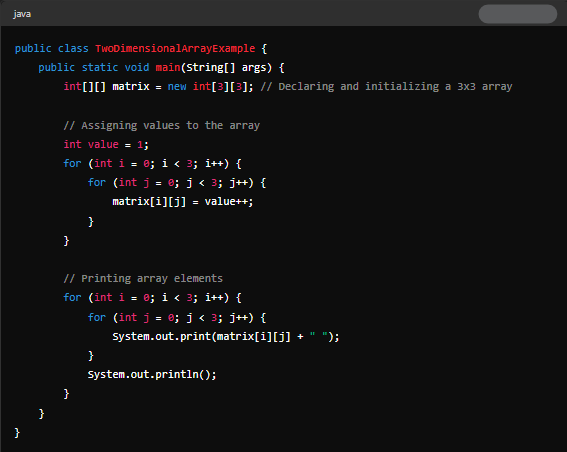 java
public class TwoDimensionalArrayExample {
    public static void main(String[] args) {
        int[][] matrix = new int[3][3]; // Declaring and initializing a 3x3 array

        // Assigning values to the array
        int value = 1;
        for (int i = 0; i < 3; i++) {
            for (int j = 0; j < 3; j++) {
                matrix[i][j] = value++;
            }
        }

        // Printing array elements
        for (int i = 0; i < 3; i++) {
            for (int j = 0; j < 3; j++) {
                System.out.print(matrix[i][j] + " ");
            }
            System.out.println();
        }
    }
}